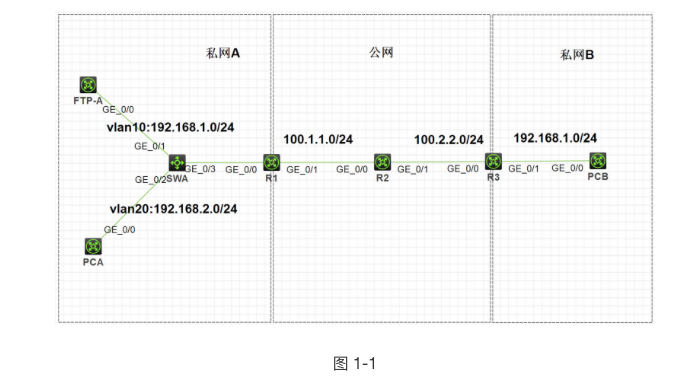 私网A
公网
私网B
FTP-A
GE_0/0
vlan10:192.168.1.0/24
GE_0/1
100.1.1.0/24
100.2.2.0/24
192.168.1.0/24
GE_0/2
SWA
GE_0/3
GE_0/0
R1
GE_0/1
GE_0/0
R2
GE_0/1
GE_0/0
R3
GE_0/1
GE_0/0
PCB
vlan20:192.168.2.0/24
GE_0/0
PCA
图 1-1